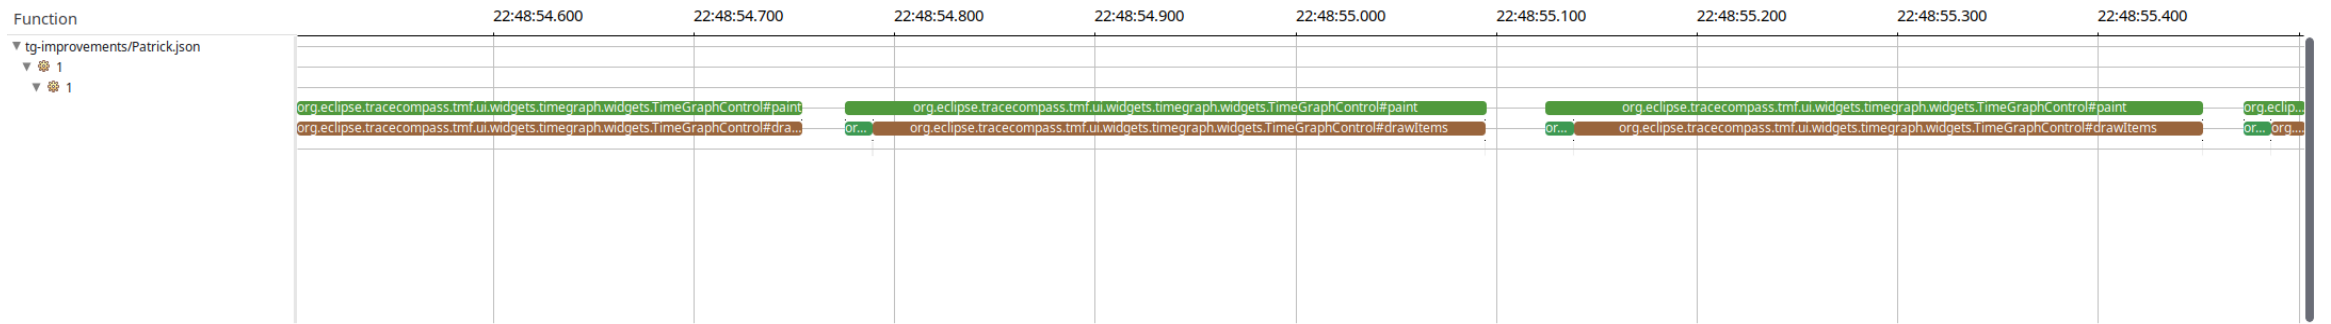 Function 22:48:54.600 22:48:54.700 22:48:54.800 22:48:54.900 22:48:55.000 22:48:55.100 22:48:55.200 22:48:55.300 22:48:55.400
tg-improvements/Patrick.json
1
1
org.eclipse.tracecompass.tmf.ui.widgets.timegraph.widgets.TimeGraphControl#paint org.eclipse.tracecompass.tmf.ui.widgets.timegraph.widgets.TimeGraphControl#paint org.eclipse.tracecompass.tmf.ui.widgets.timegraph.widgets.TimeGraphControl#paint org.eclip...
org.eclipse.tracecompass.tmf.ui.widgets.timegraph.widgets.TimeGraphControl#dra... or... org.eclipse.tracecompass.tmf.ui.widgets.timegraph.widgets.TimeGraphControl#drawItems or... org.eclipse.tracecompass.tmf.ui.widgets.timegraph.widgets.TimeGraphControl#drawItems or... org....